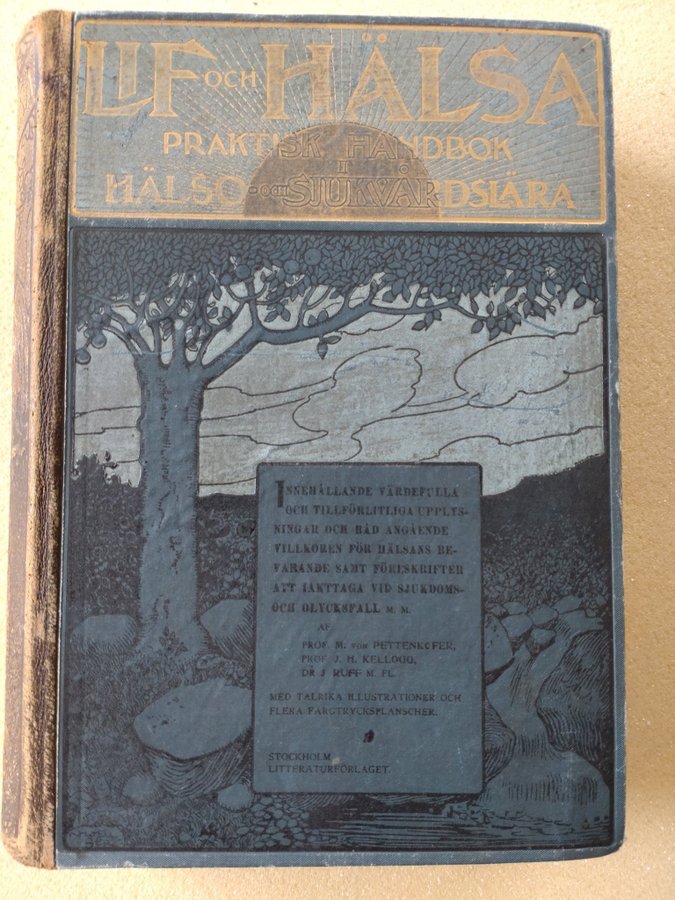 LIF OCH HÄLSA
PRAKTISK HANDBOK
I
HÄLSO- OCH SJUKVÅRDSLÄRA
INNEHÅLLANDE VÄRDEFULLA
OCH TILLFÖRLITLIGA UPPLYS-
NINGAR OCH RÅD ANGÅENDE
VILLKOREN FÖR HÄLSANS BE-
VARANDE SAMT FÖRESKRIFTER
ATT IAKTTAGA VID SJUKDOMS-
OCH OLYCKSFALL M. M.
AF
PROF. M. VON PETTENKOFER,
PROF. J. H. KELLOGG,
DR J. RUFF M. FL.
MED TALRIKA ILLUSTRATIONER OCH
FLERA FÄRGTRYCKSPLANSCHER.
STOCKHOLM
LITTERATURFÖRLAGET.